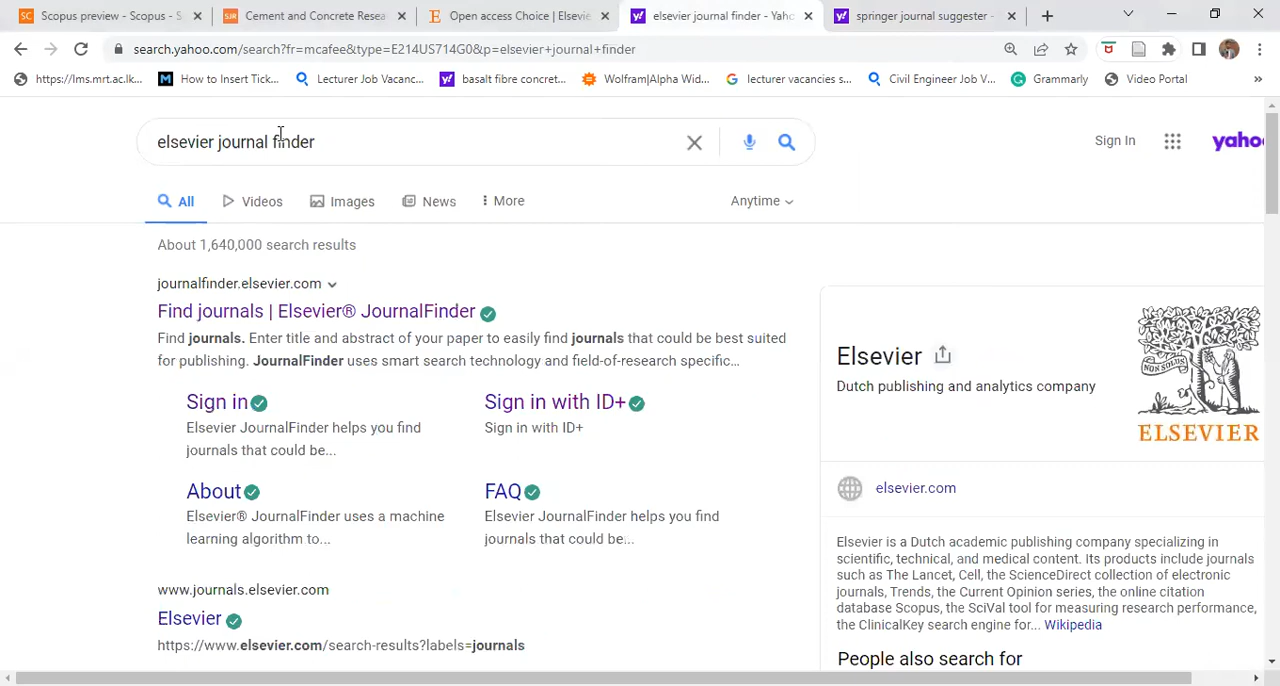 Scopus preview - Scopus - S
Cement and Concrete Resea
Open access Choice | Elsevie
elsevier journal finder - Yaho
springer journal suggester -
search.yahoo.com/search?fr=mcafee&type=E214US714G0&p=elsevier+journal+finder
https://lms.mrt.ac.lk...
How to Insert Tick...
Lecturer Job Vacanc...
basalt fibre concret...
Wolfram|Alpha Wid...
lecturer vacancies s...
Civil Engineer Job V...
Grammarly
Video Portal
»
elsevier journal finder
Sign In
yahoo
All
Videos
Images
News
More
Anytime
About 1,640,000 search results
journalfinder.elsevier.com
Find journals | Elsevier® JournalFinder
Find journals. Enter title and abstract of your paper to easily find journals that could be best suited
for publishing. JournalFinder uses smart search technology and field-of-research specific...
Sign in
Elsevier JournalFinder helps you find
journals that could be...
Sign in with ID+
Sign in with ID+
About
Elsevier® JournalFinder uses a machine
learning algorithm to...
FAQ
Elsevier JournalFinder helps you find
journals that could be...
www.journals.elsevier.com
Elsevier
https://www.elsevier.com/search-results?labels=journals
Elsevier
Dutch publishing and analytics company
NON SOLUS
ELSEVIER
elsevier.com
Elsevier is a Dutch academic publishing company specializing in
scientific, technical, and medical content. Its products include journals
such as The Lancet, Cell, the ScienceDirect collection of electronic
journals, Trends, the Current Opinion series, the online citation
database Scopus, the SciVal tool for measuring research performance,
the ClinicalKey search engine for... Wikipedia
People also search for